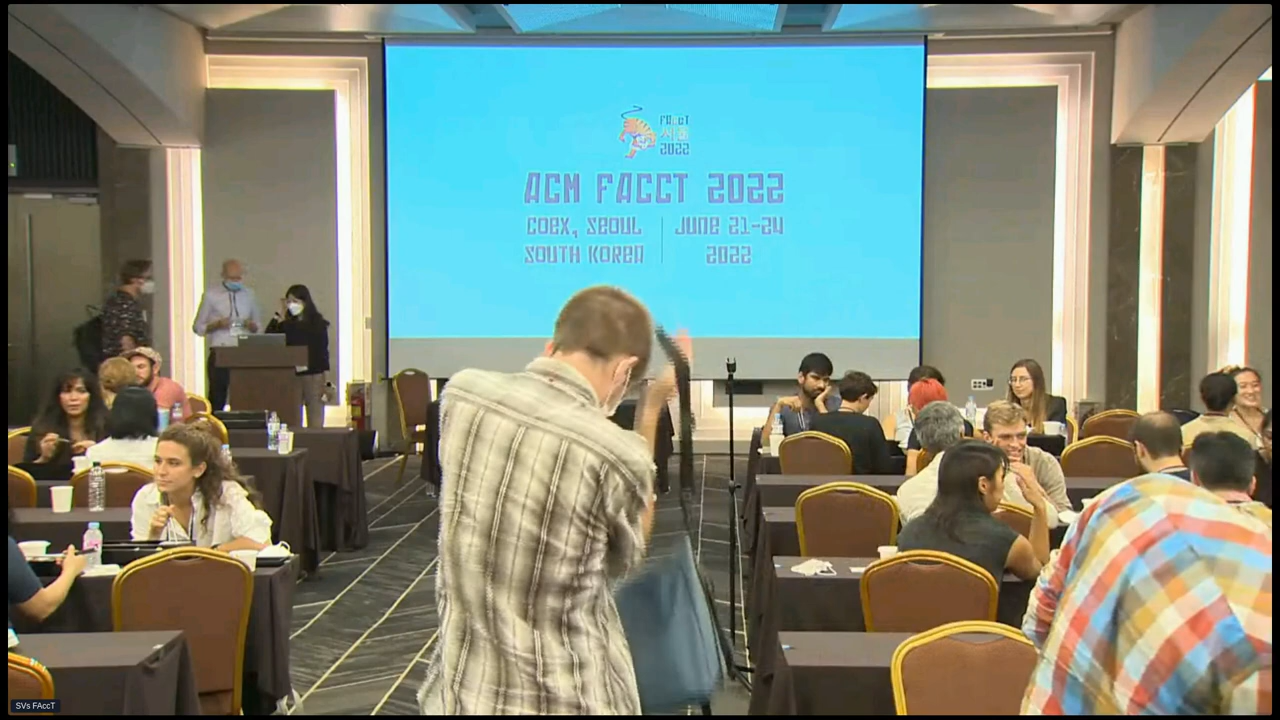 FAccT
서울
2022
ACM FACCT 2022
COEX, SEOUL
SOUTH KOREA
JUNE 21-24
2022
SVs FAccT